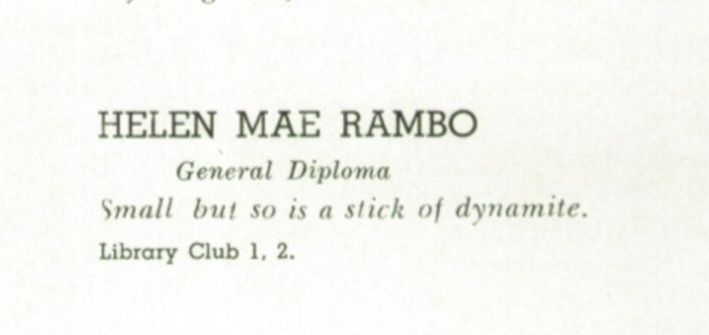 HELEN MAE RAMBO
General Diploma
Small but so is a stick of dynamite.
Library Club 1, 2.